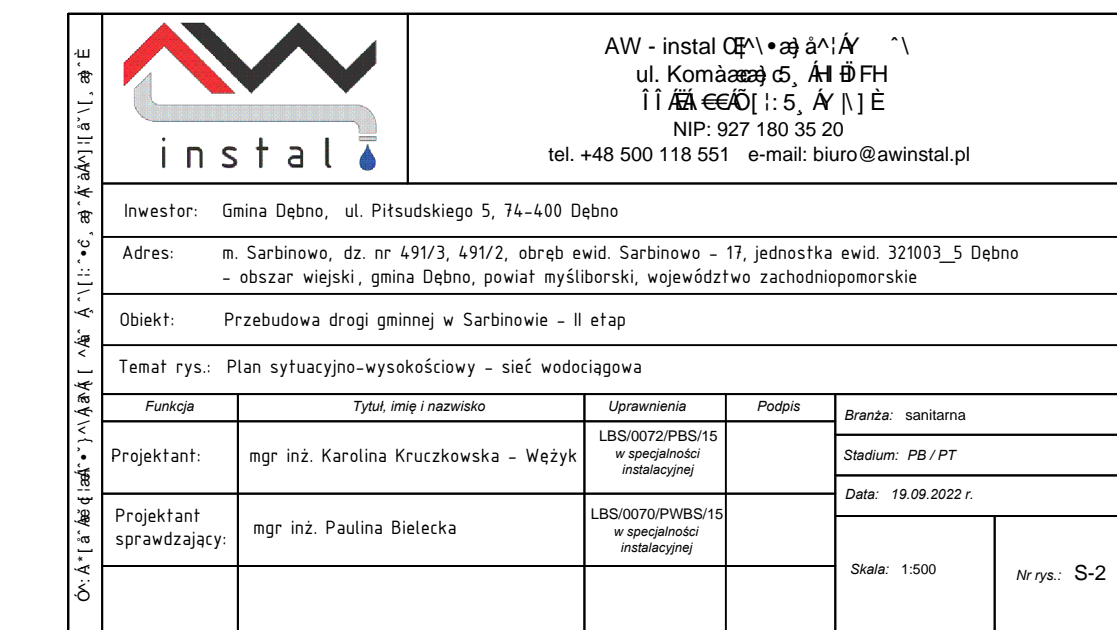 instal
AW - instal
ul.
NIP: 927 180 35 20
tel. +48 500 118 551 e-mail: biuro@awinstal.pl
Inwestor: Gmina Dębno, ul. Piłsudskiego 5, 74-400 Dębno
Adres: m. Sarbinowo, dz. nr 491/3, 491/2, obręb ewid. Sarbinowo - 17, jednostka ewid. 321003_5 Dębno
- obszar wiejski, gmina Dębno, powiat myśliborski, województwo zachodniopomorskie
Obiekt: Przebudowa drogi gminnej w Sarbinowie - II etap
Temat rys.: Plan sytuacyjno-wysokościowy - sieć wodociągowa
Funkcja Tytuł, imię i nazwisko Uprawnienia Podpis
Branża: sanitarna
Projektant: mgr inż. Karolina Kruczkowska - Wężyk
LBS/0072/PBS/15
w specjalności
instalacyjnej
Stadium: PB / PT
Data: 19.09.2022 r.
Projektant
sprawdzający:
mgr inż. Paulina Bielecka
LBS/0070/PWBS/15
w specjalności
instalacyjnej
Skala: 1:500
Nr rys.: S-2